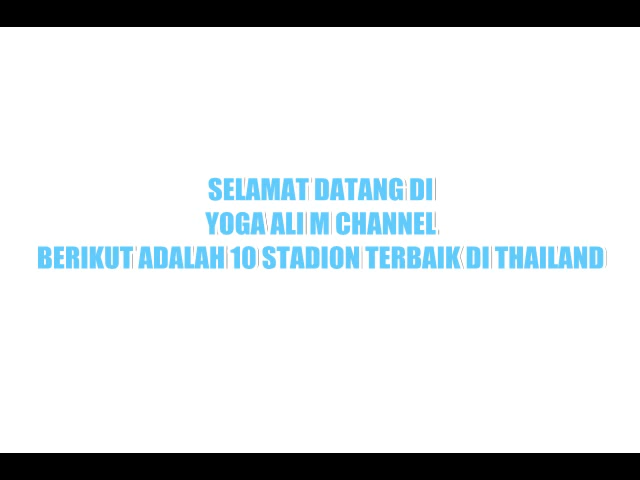 SELAMAT DATANG DI
YOGA ALI M CHANNEL
BERIKUT ADALAH 10 STADION TERBAIK DI THAILAND